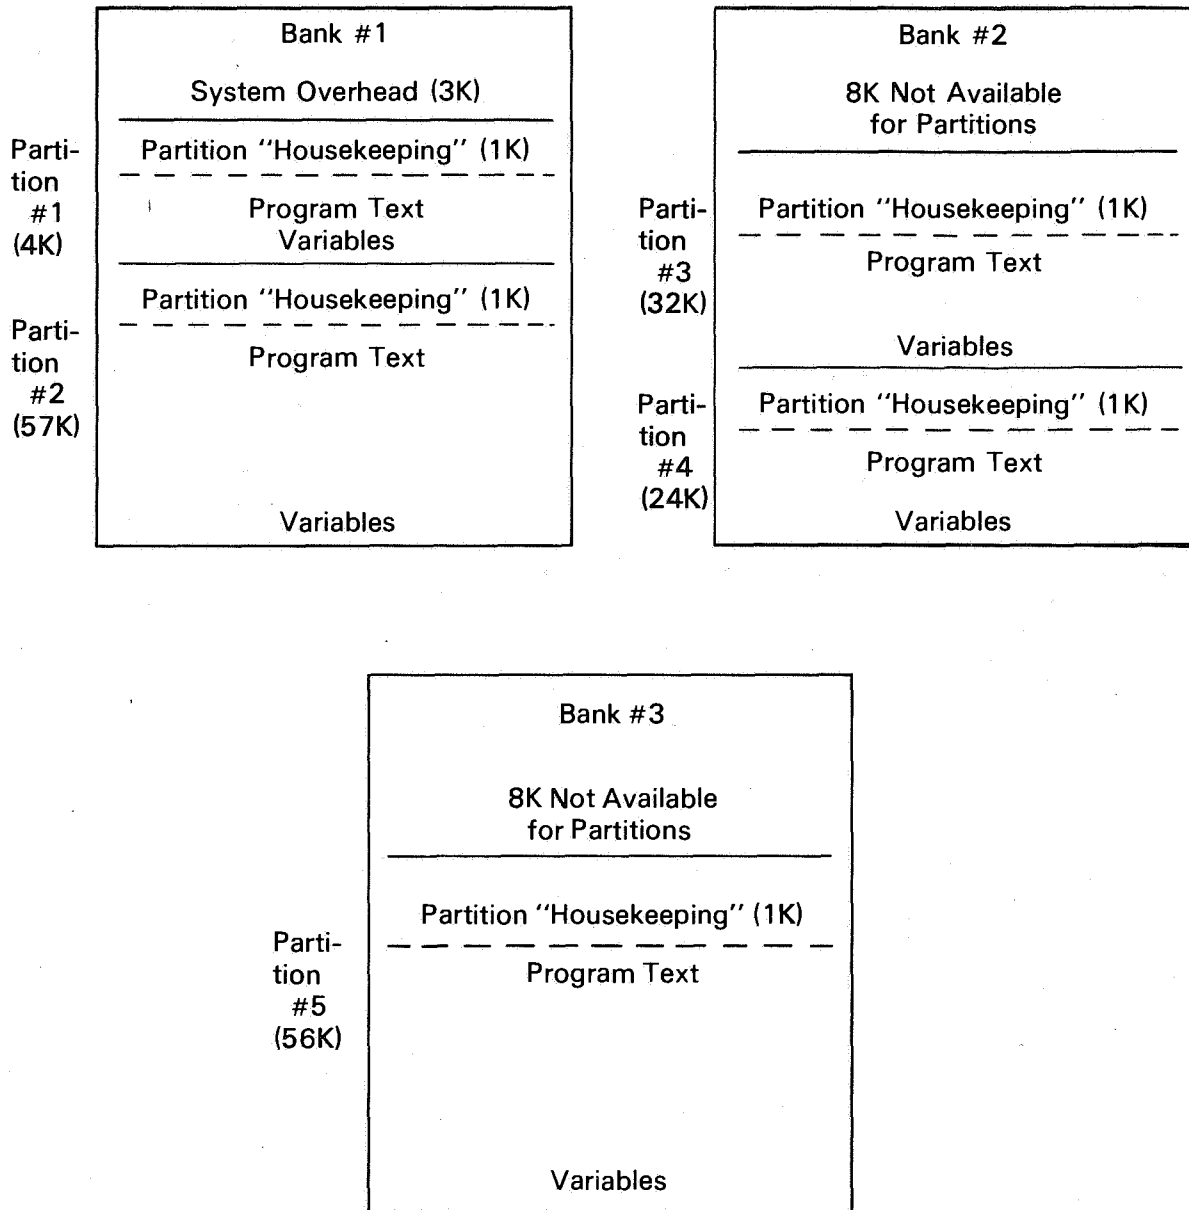 Bank #1
System Overhead (3K)
Parti-
tion
#1
(4K)
Partition "Housekeeping" (1K)
Program Text
Variables
Parti-
tion
#2
(57K)
Partition "Housekeeping" (1K)
Program Text
Variables
Bank #2
8K Not Available
for Partitions
Parti-
tion
#3
(32K)
Partition "Housekeeping" (1K)
Program Text
Variables
Parti-
tion
#4
(24K)
Partition "Housekeeping" (1K)
Program Text
Variables
Bank #3
8K Not Available
for Partitions
Parti-
tion
#5
(56K)
Partition "Housekeeping" (1K)
Program Text
Variables